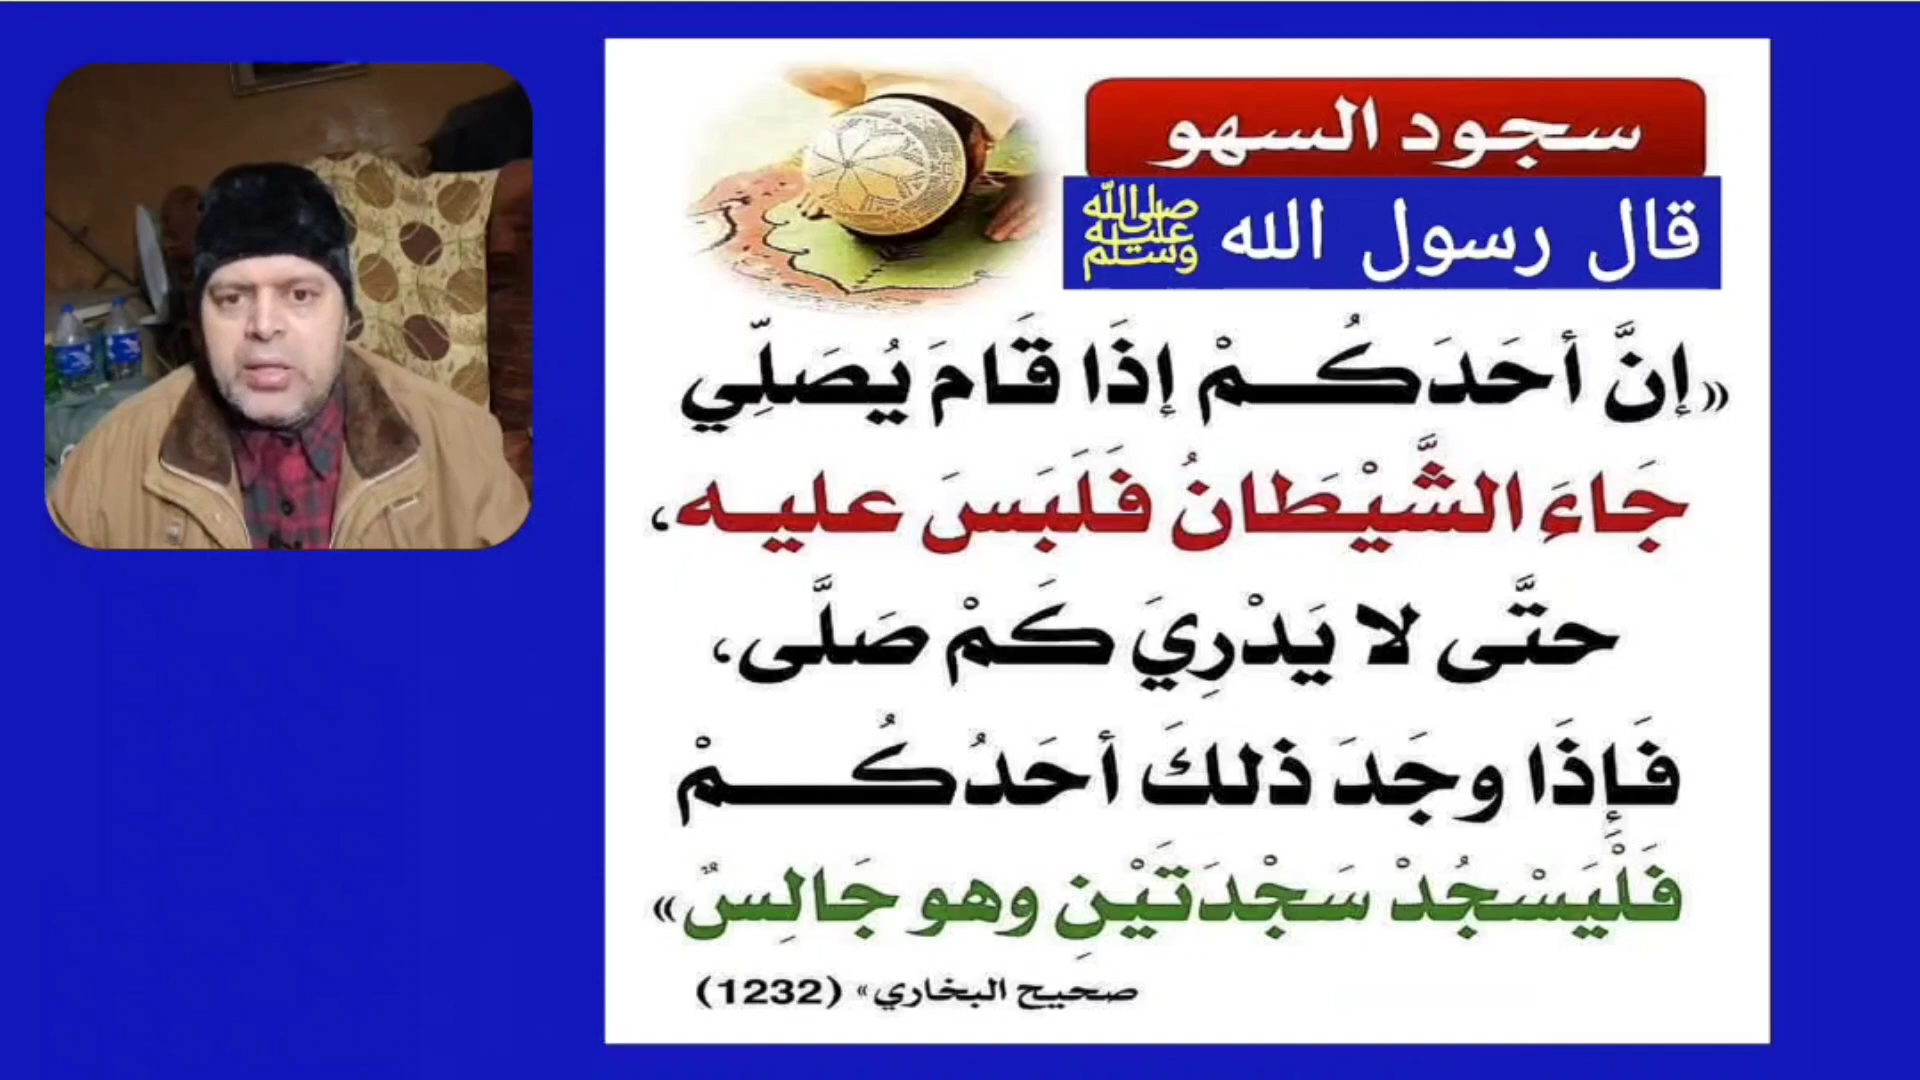 سجود السهو
قال رسول الله ﷺ
«إنَّ أحَدَكُمْ إذَا قَامَ يُصَلِّي
جَاءَ الشَّيْطَانُ فَلَبَسَ عليه،
حتَّى لا يَدْرِيَ كَمْ صَلَّى،
فَإِذَا وجَدَ ذلكَ أحَدُكُمْ
فَلْيَسْجُدْ سَجْدَتَيْنِ وهو جَالِسٌ»
صحيح البخاري» (1232)